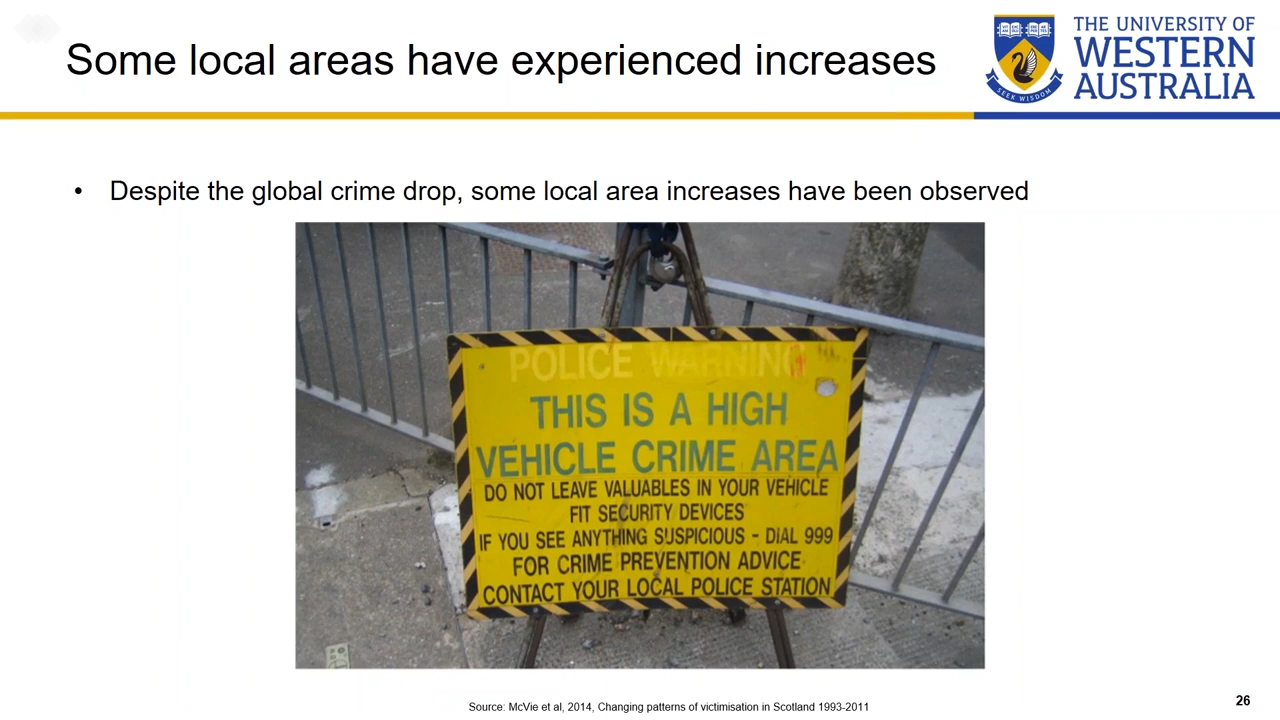 Some local areas have experienced increases
THE UNIVERSITY OF
WESTERN
AUSTRALIA
SEEK WISDOM
• Despite the global crime drop, some local area increases have been observed
POLICE WARNING
THIS IS A HIGH
VEHICLE CRIME AREA
DO NOT LEAVE VALUABLES IN YOUR VEHICLE
FIT SECURITY DEVICES
IF YOU SEE ANYTHING SUSPICIOUS - DIAL 999
FOR CRIME PREVENTION ADVICE
CONTACT YOUR LOCAL POLICE STATION
Source: McVie et al, 2014, Changing patterns of victimisation in Scotland 1993-2011
26